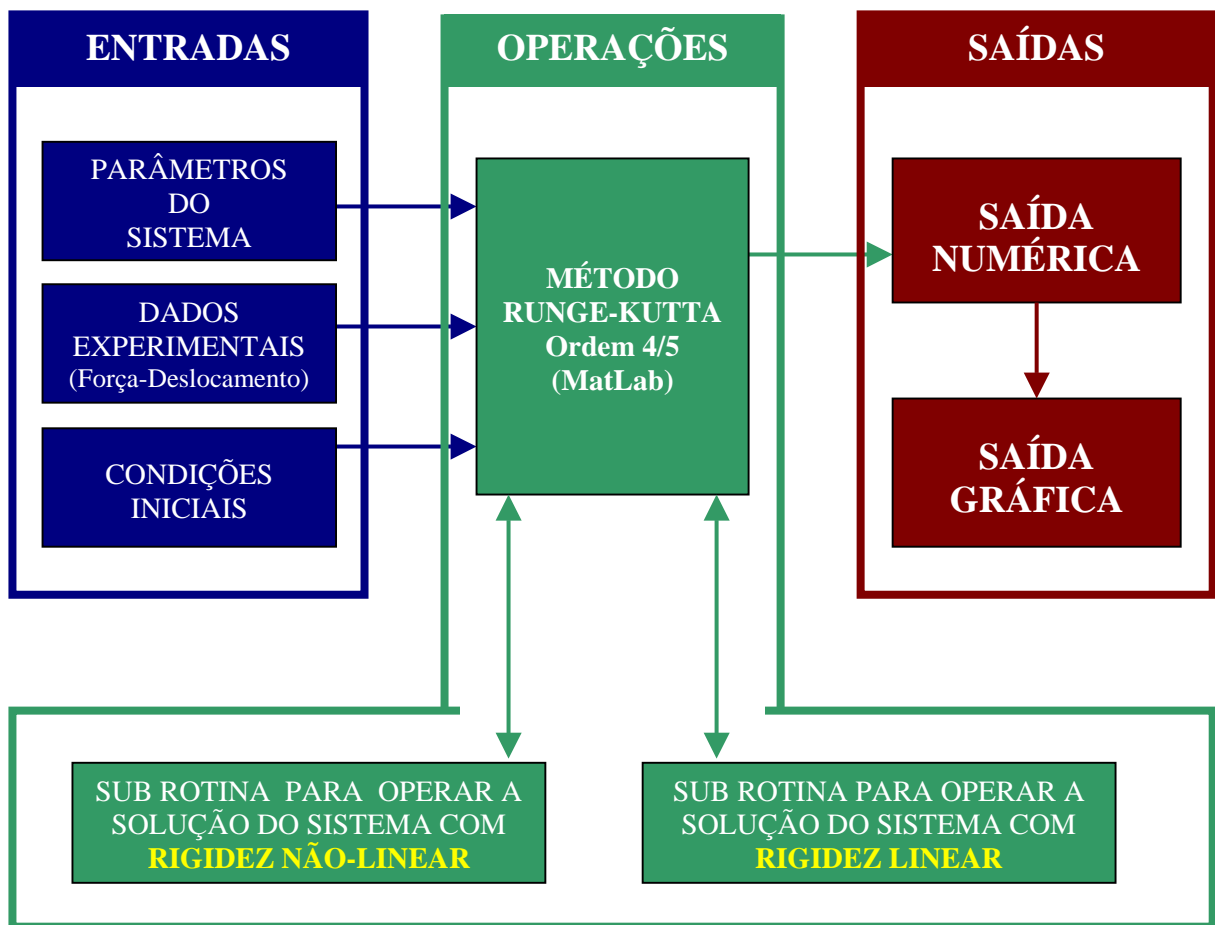 ENTRADAS
PARÂMETROS
DO
SISTEMA
DADOS
EXPERIMENTAIS
(Força-Deslocamento)
CONDIÇÕES
INICIAIS
OPERAÇÕES
MÉTODO
RUNGE-KUTTA
Ordem 4/5
(MatLab)
SAÍDAS
SAÍDA
NUMÉRICA
SAÍDA
GRÁFICA
SUB ROTINA PARA OPERAR A
SOLUÇÃO DO SISTEMA COM
RIGIDEZ NÃO-LINEAR
SUB ROTINA PARA OPERAR A
SOLUÇÃO DO SISTEMA COM
RIGIDEZ LINEAR